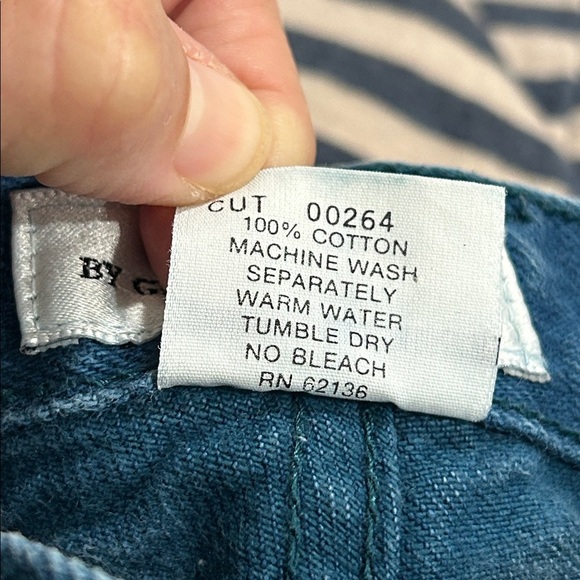 CUT 00264
100% COTTON
MACHINE WASH
SEPARATELY
WARM WATER
TUMBLE DRY
NO BLEACH
RN 62136
BY G